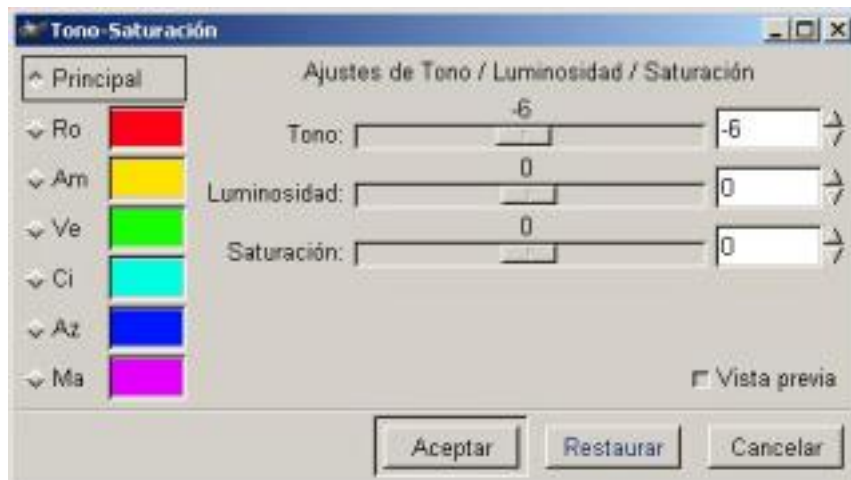 Tono-Saturación
Principal
Ajustes de Tono / Luminosidad / Saturación
Ro
Tono:
-6
-6
Am
Luminosidad:
0
0
Ve
Saturación:
0
0
Ci
Az
Ma
Vista previa
Aceptar
Restaurar
Cancelar